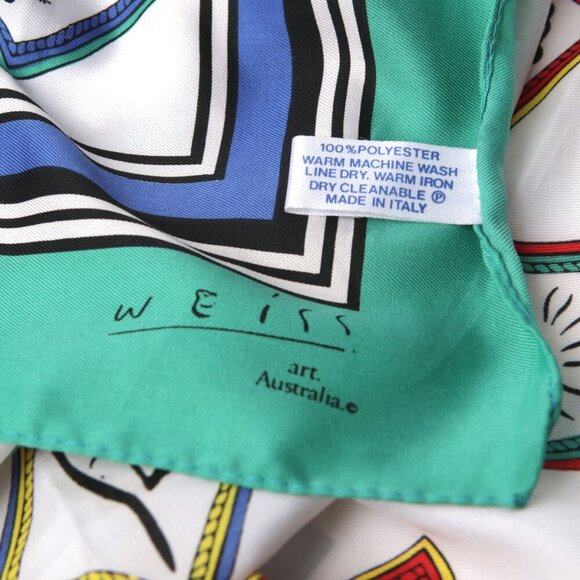 100%POLYESTER
WARM MACHINE WASH
LINE DRY. WARM IRON
DRY CLEANABLE Ⓟ
MADE IN ITALY
WEiSS
art.
Australia.©